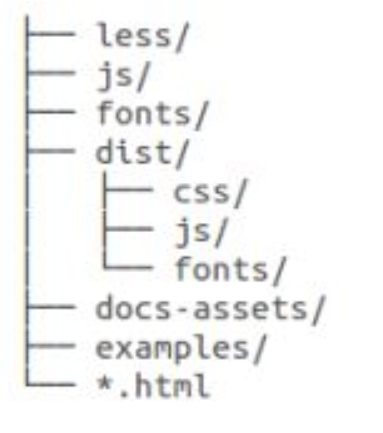 ├── less/
├── js/
├── fonts/
├── dist/
│   ├── css/
│   ├── js/
│   └── fonts/
├── docs-assets/
├── examples/
└── *.html